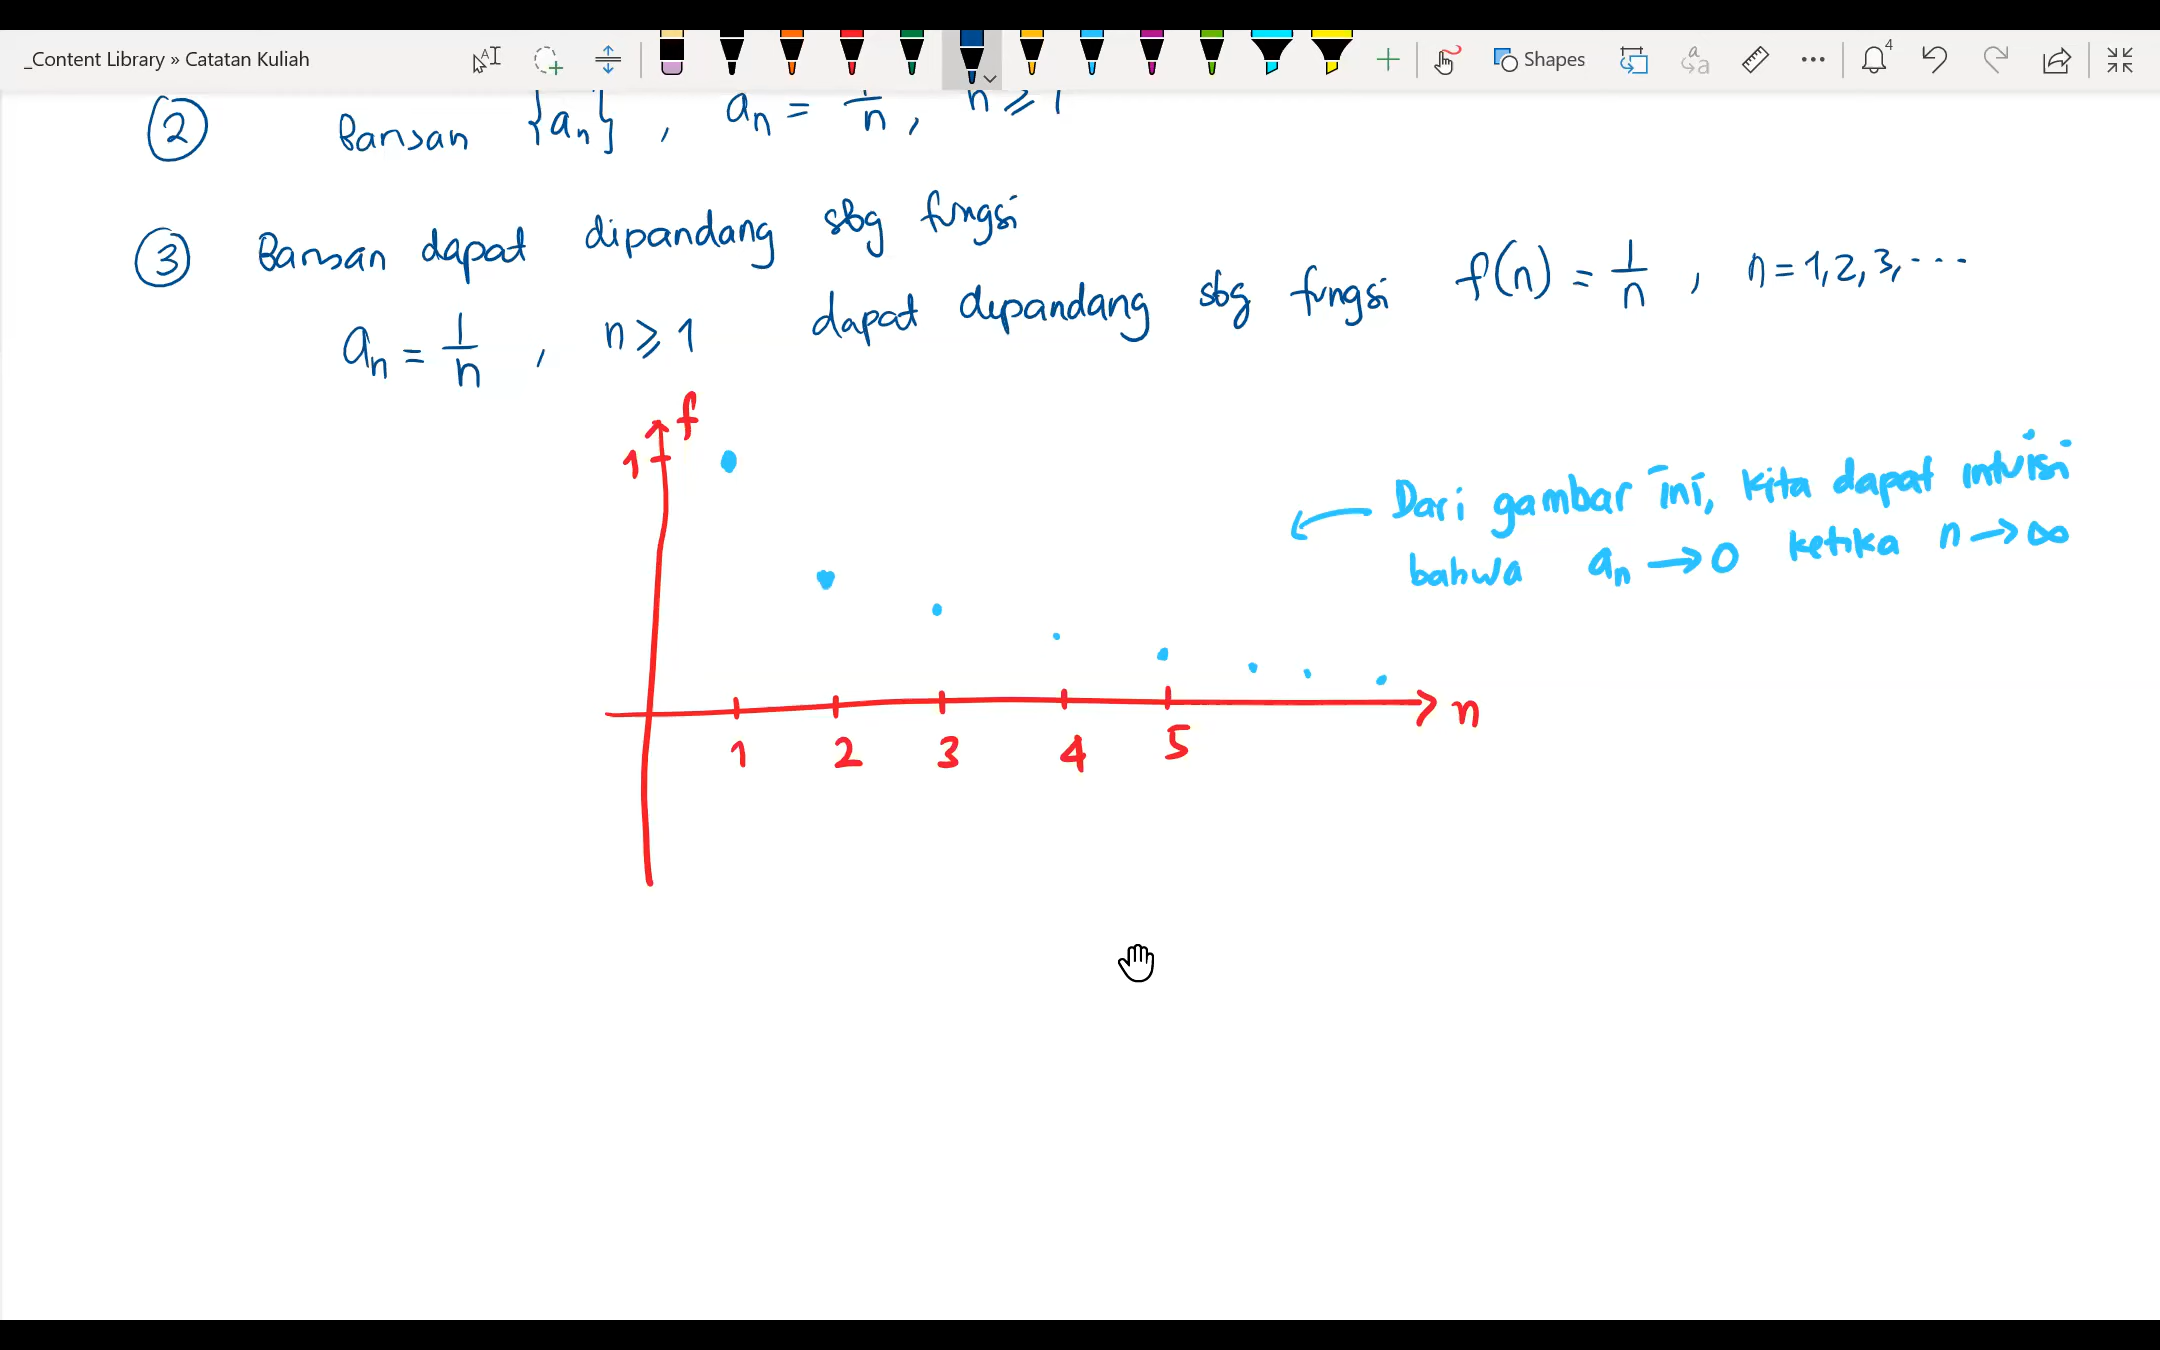 _Content Library » Catatan Kuliah
Shapes
4
② Barisan {aₙ} , aₙ = 1/n , n ≥ 1
③ Barisan dapat dipandang sbg fungsi
aₙ = 1/n , n ≥ 1 dapat dipandang sbg fungsi f(n) = 1/n , n = 1, 2, 3, ...
f
1
Dari gambar ini, kita dapat intuisi
bahwa aₙ → 0 ketika n → ∞
n
1 2 3 4 5